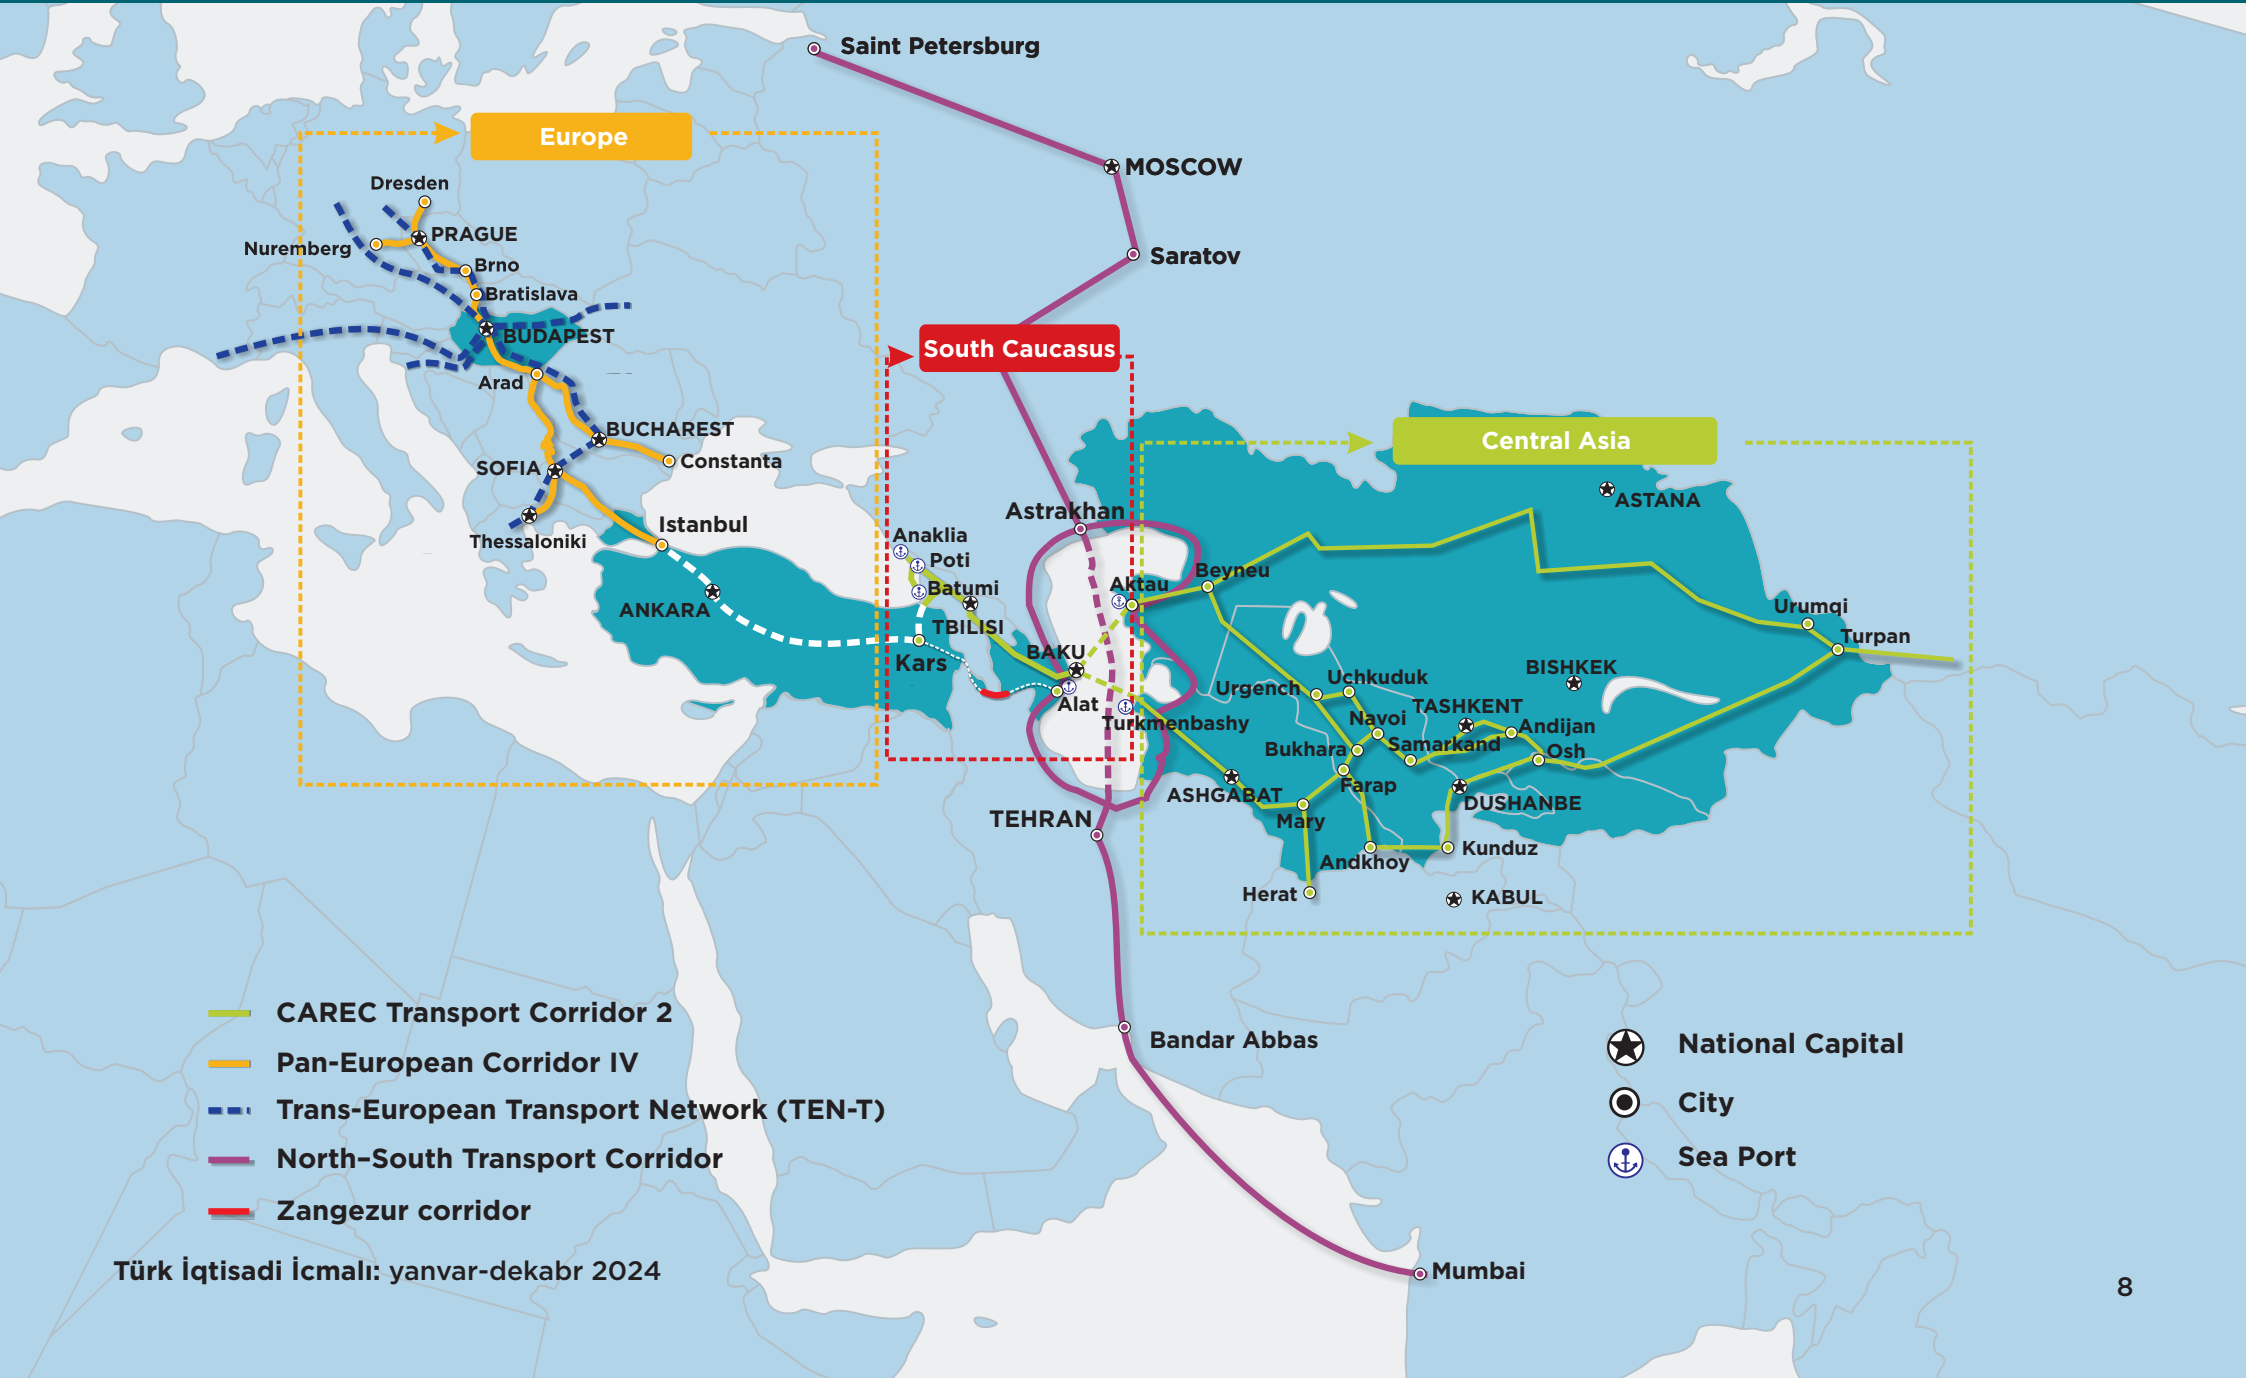 Saint Petersburg
Europe
MOSCOW
Dresden
PRAGUE
Nuremberg
Brno
Saratov
Bratislava
BUDAPEST
South Caucasus
Arad
BUCHAREST
Central Asia
SOFIA
Constanta
ASTANA
Astrakhan
Istanbul
Thessaloniki
Anaklia
Poti
Beyneu
Aktau
Batumi
ANKARA
Urumqi
TBILISI
Turpan
BAKU
Kars
BISHKEK
Uchkuduk
Urgench
Alat
TASHKENT
Turkmenbashy
Navoi
Andijan
Samarkand
Bukhara
Osh
Farap
ASHGABAT
DUSHANBE
TEHRAN
Mary
Kunduz
Andkhoy
Herat
KABUL
CAREC Transport Corridor 2
Bandar Abbas
National Capital
Pan-European Corridor IV
City
Trans-European Transport Network (TEN-T)
North–South Transport Corridor
Sea Port
Zangezur corridor
Türk İqtisadi İcmalı: yanvar-dekabr 2024
Mumbai
8